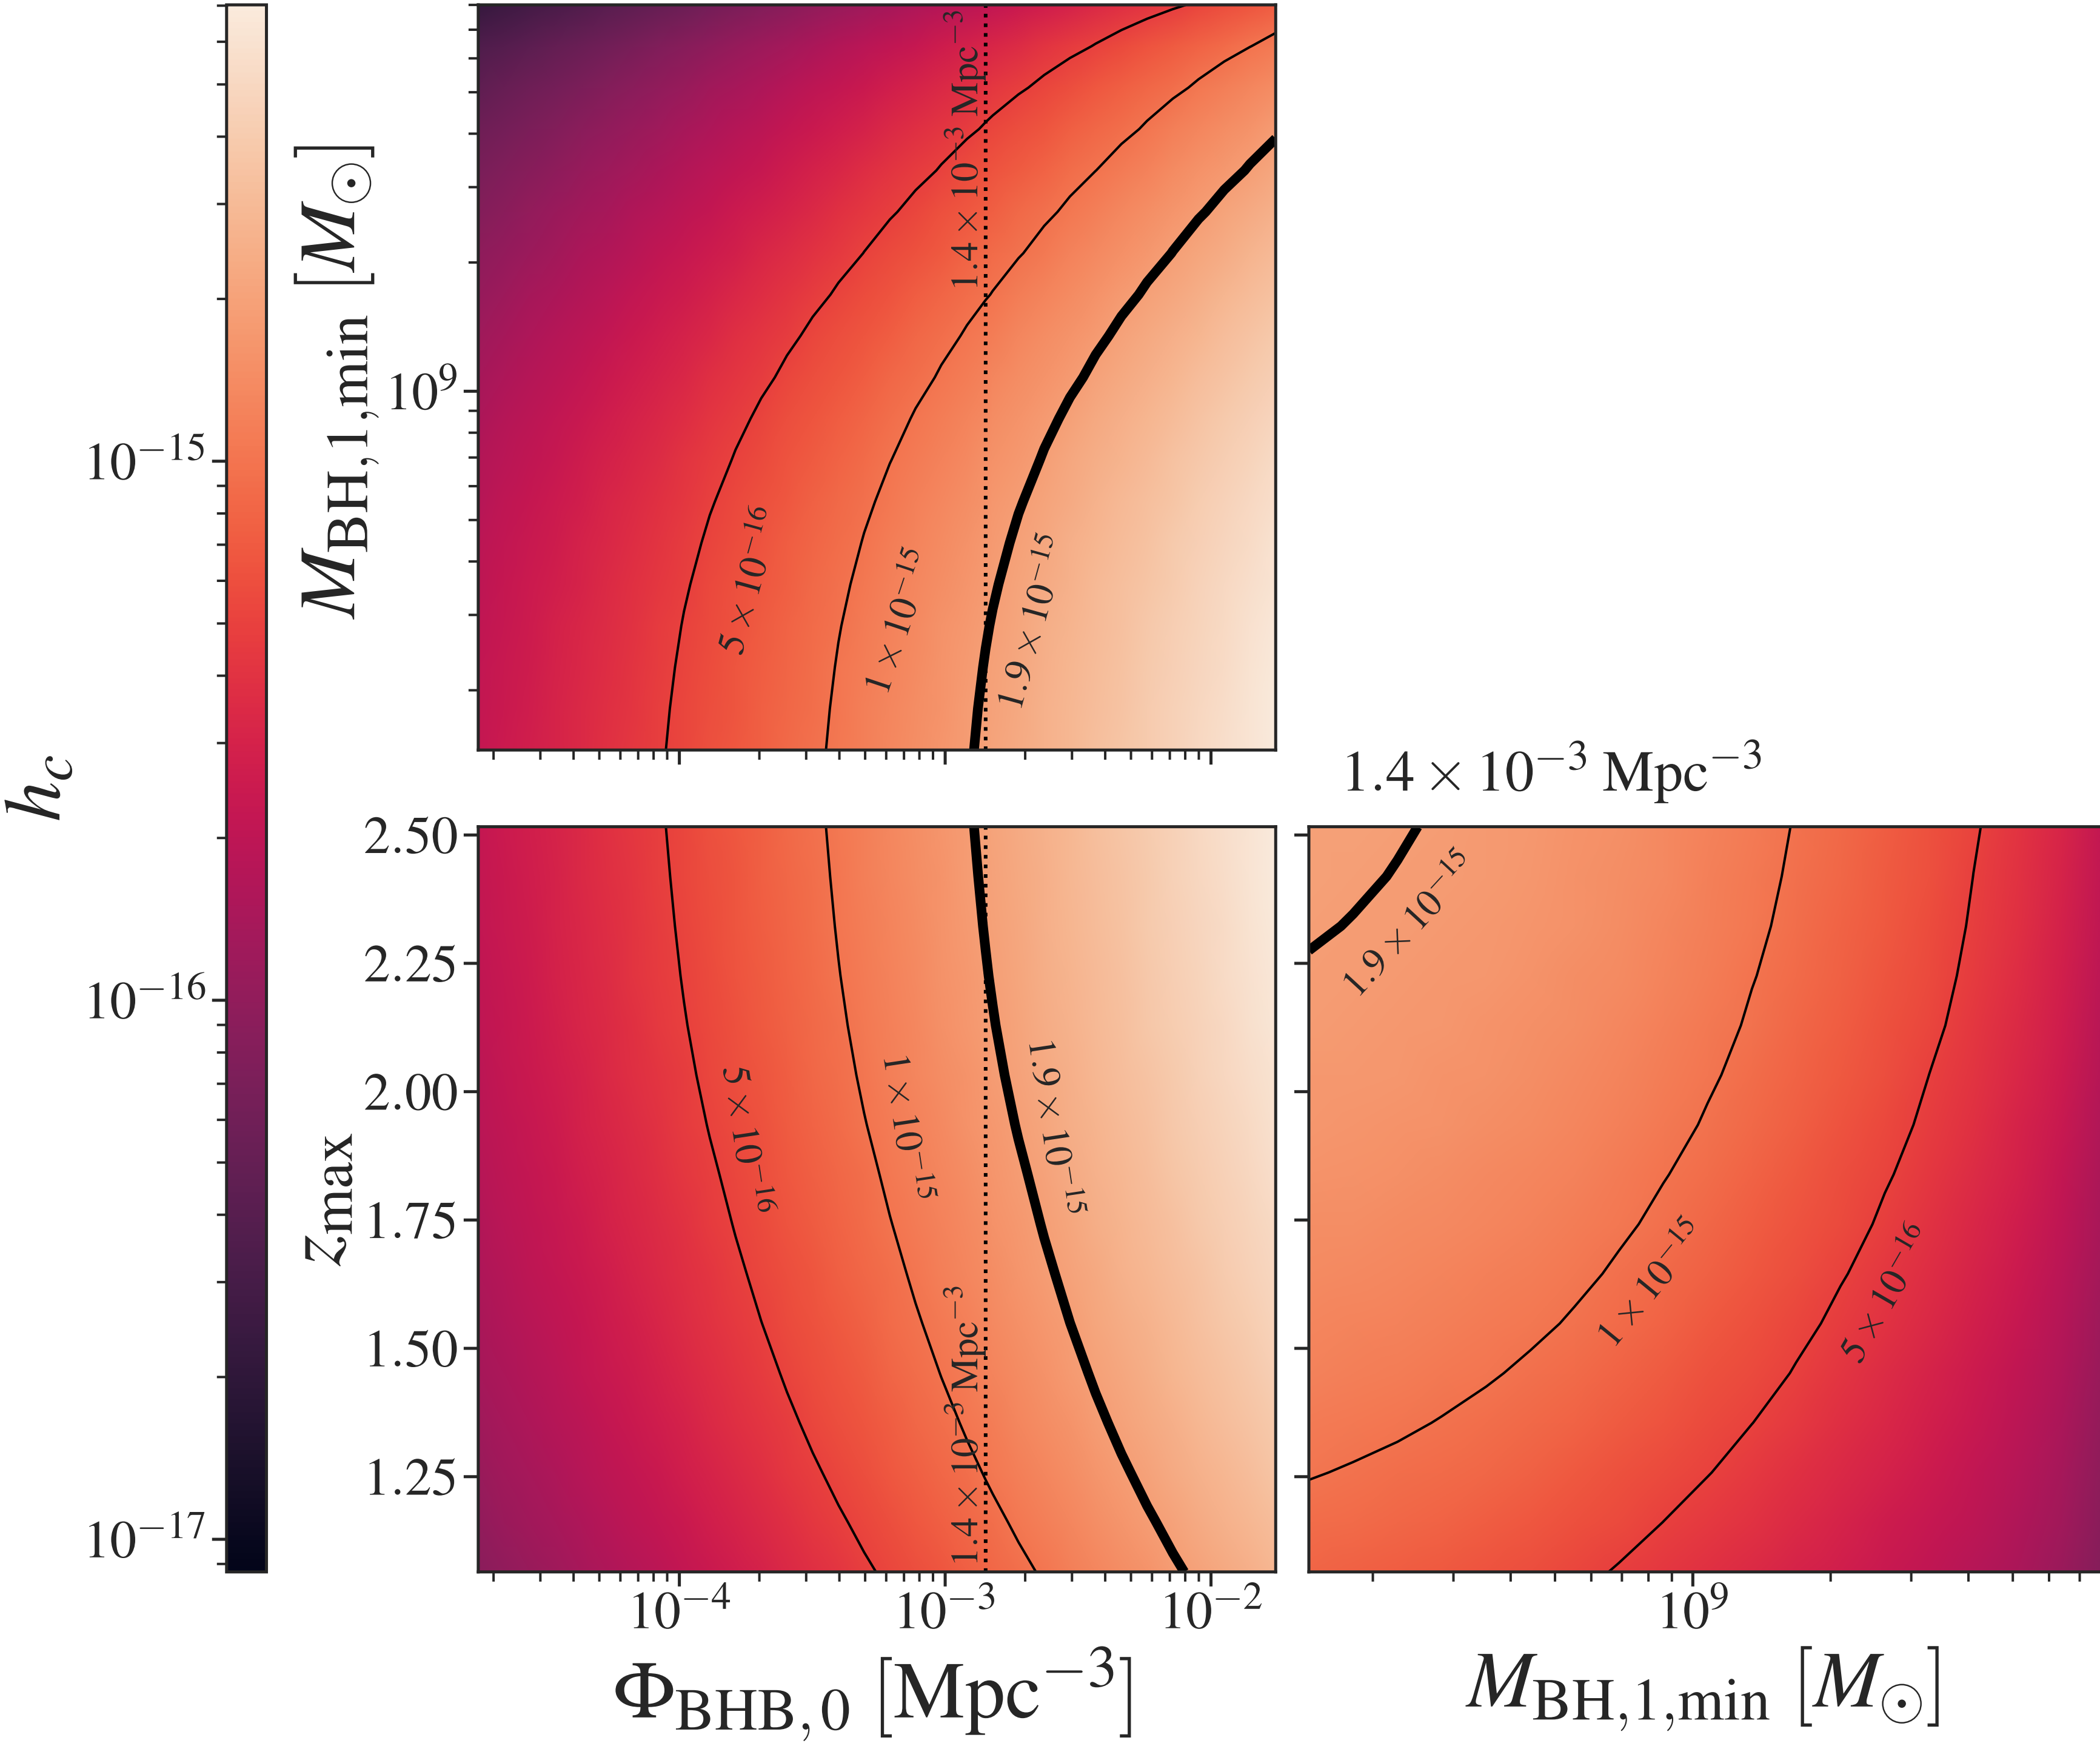 h_c
10^−15
10^−16
10^−17
M_BH,1,min [M_⊙]
10^9
1.4 × 10^−3 Mpc^−3
5 × 10^−16
1 × 10^−15
1.9 × 10^−15
z_max
2.50
2.25
2.00
1.75
1.50
1.25
5 × 10^−16
1 × 10^−15
1.9 × 10^−15
1.4 × 10^−3 Mpc^−3
10^−4
10^−3
10^−2
Φ_BHB,0 [Mpc^−3]
1.4 × 10^−3 Mpc^−3
1.9 × 10^−15
1 × 10^−15
5 × 10^−16
10^9
M_BH,1,min [M_⊙]